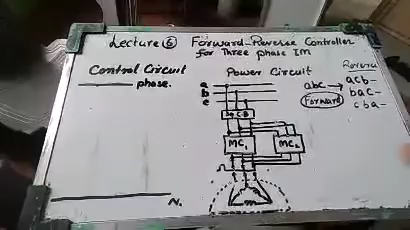 Lecture ⑥ Forward-Reverse Controller
for Three phase IM
Control Circuit
phase.
N.
Power Circuit
a
b
c
MC1
MC2
m
abc →
Forward
Reverse
acb-
bac-
cba-